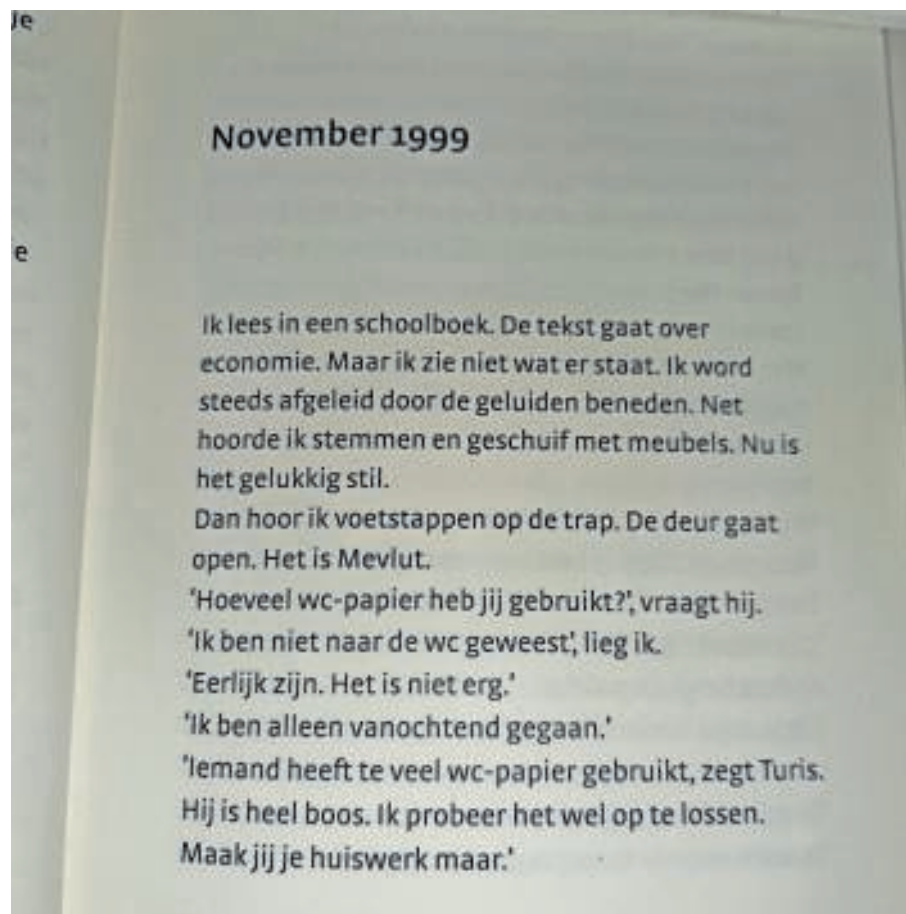 je
e
November 1999
Ik lees in een schoolboek. De tekst gaat over
economie. Maar ik zie niet wat er staat. Ik word
steeds afgeleid door de geluiden beneden. Net
hoorde ik stemmen en geschuif met meubels. Nu is
het gelukkig stil.
Dan hoor ik voetstappen op de trap. De deur gaat
open. Het is Mevlut.
'Hoeveel wc-papier heb jij gebruikt?', vraagt hij.
'Ik ben niet naar de wc geweest', lieg ik.
'Eerlijk zijn. Het is niet erg.'
'Ik ben alleen vanochtend gegaan.'
'Iemand heeft te veel wc-papier gebruikt, zegt Turis.
Hij is heel boos. Ik probeer het wel op te lossen.
Maak jij je huiswerk maar.'